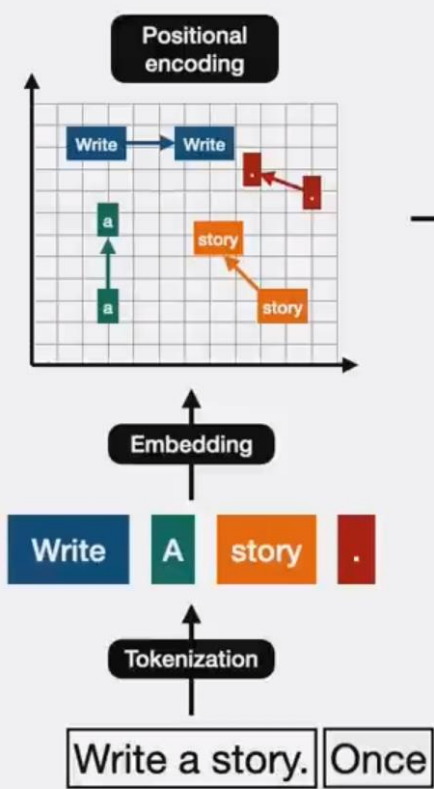 Positional
encoding
Write Write
.
.
a
story
a
story
Embedding
Write A story .
Tokenization
Write a story. Once